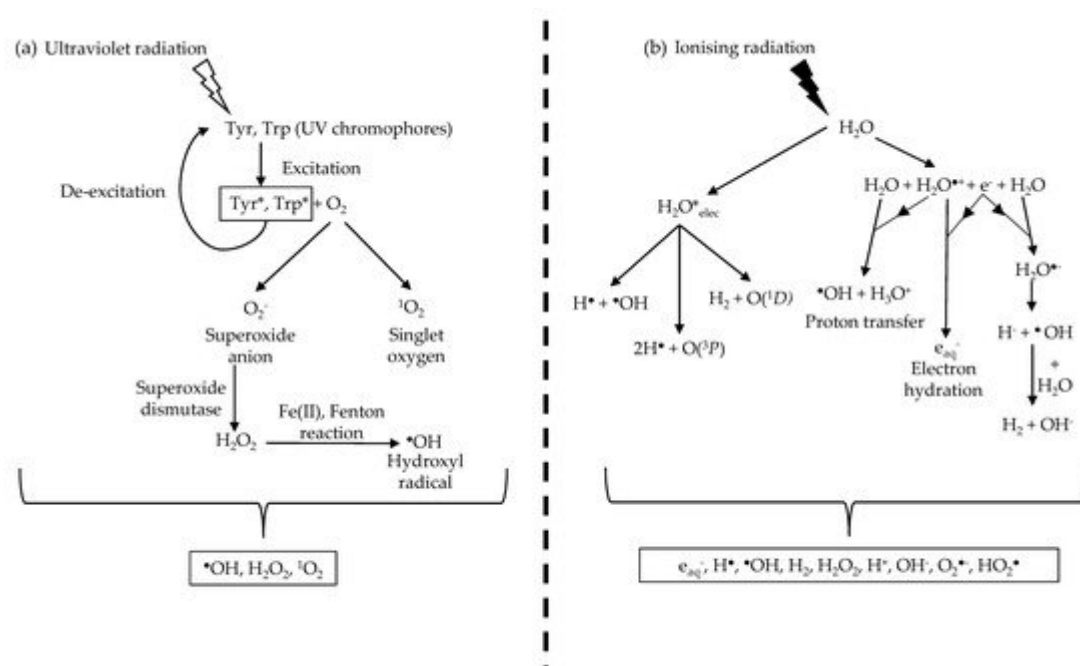 (a) Ultraviolet radiation
Tyr, Trp (UV chromophores)
Excitation
De-excitation
Tyr*, Trp* + O₂
O₂⁻
Superoxide
anion
¹O₂
Singlet
oxygen
Superoxide
dismutase
Fe(II), Fenton
reaction
H₂O₂
•OH
Hydroxyl
radical
•OH, H₂O₂, ¹O₂
(b) Ionising radiation
H₂O
H₂O*elec
H₂O + H₂O•⁺ + e⁻ + H₂O
H• + •OH
H₂ + O(¹D)
2H• + O(³P)
•OH + H₃O⁺
Proton transfer
eaq⁻
Electron
hydration
H₂O•⁻
H⁻ + •OH
+
H₂O
H₂ + OH⁻
eaq⁻, H•, •OH, H₂, H₂O₂, H⁺, OH⁻, O₂•⁻, HO₂•